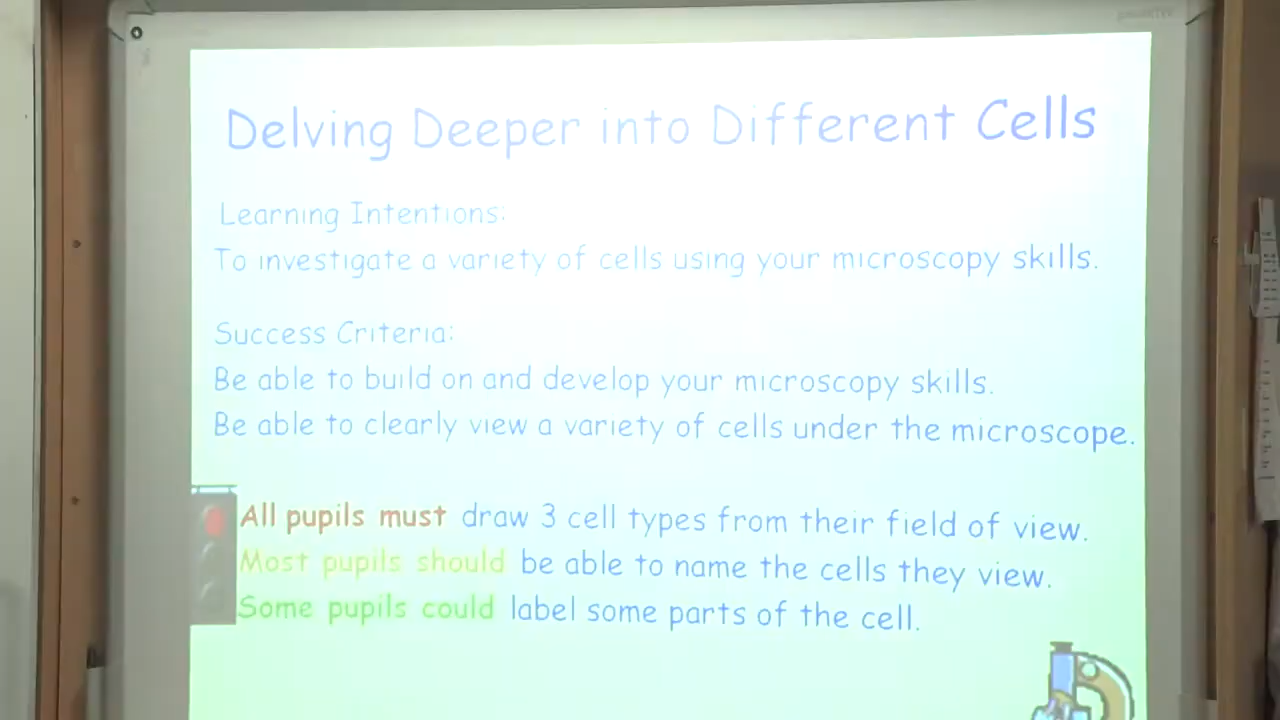 Delving Deeper into Different Cells
Learning Intentions:
To investigate a variety of cells using your microscopy skills.
Success Criteria:
Be able to build on and develop your microscopy skills.
Be able to clearly view a variety of cells under the microscope.
All pupils must draw 3 cell types from their field of view.
Most pupils should be able to name the cells they view.
Some pupils could label some parts of the cell.